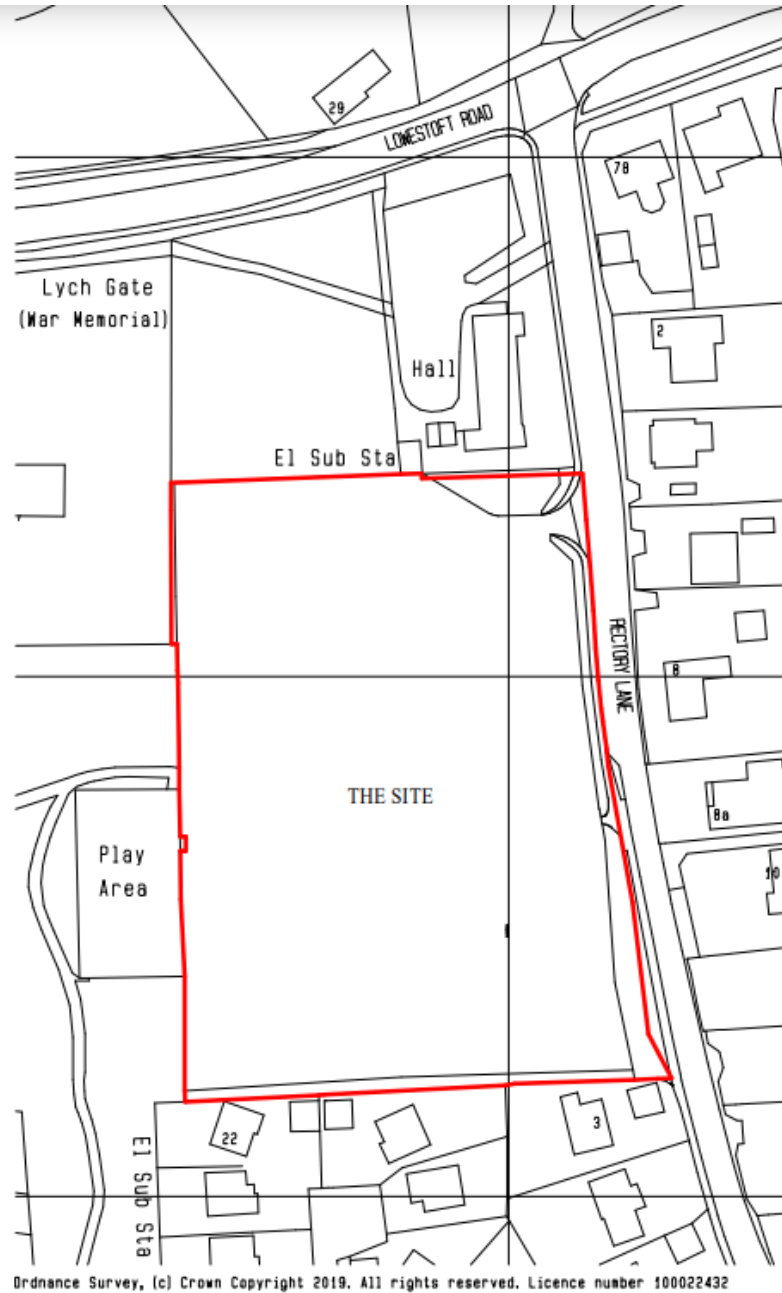 29
LOWESTOFT ROAD
78
Lych Gate
(War Memorial)
2
Hall
El Sub Sta
RECTORY LANE
8
THE SITE
8a
Play
Area
10
22
3
El Sub Sta
Ordnance Survey, (c) Crown Copyright 2019. All rights reserved. Licence number 100022432